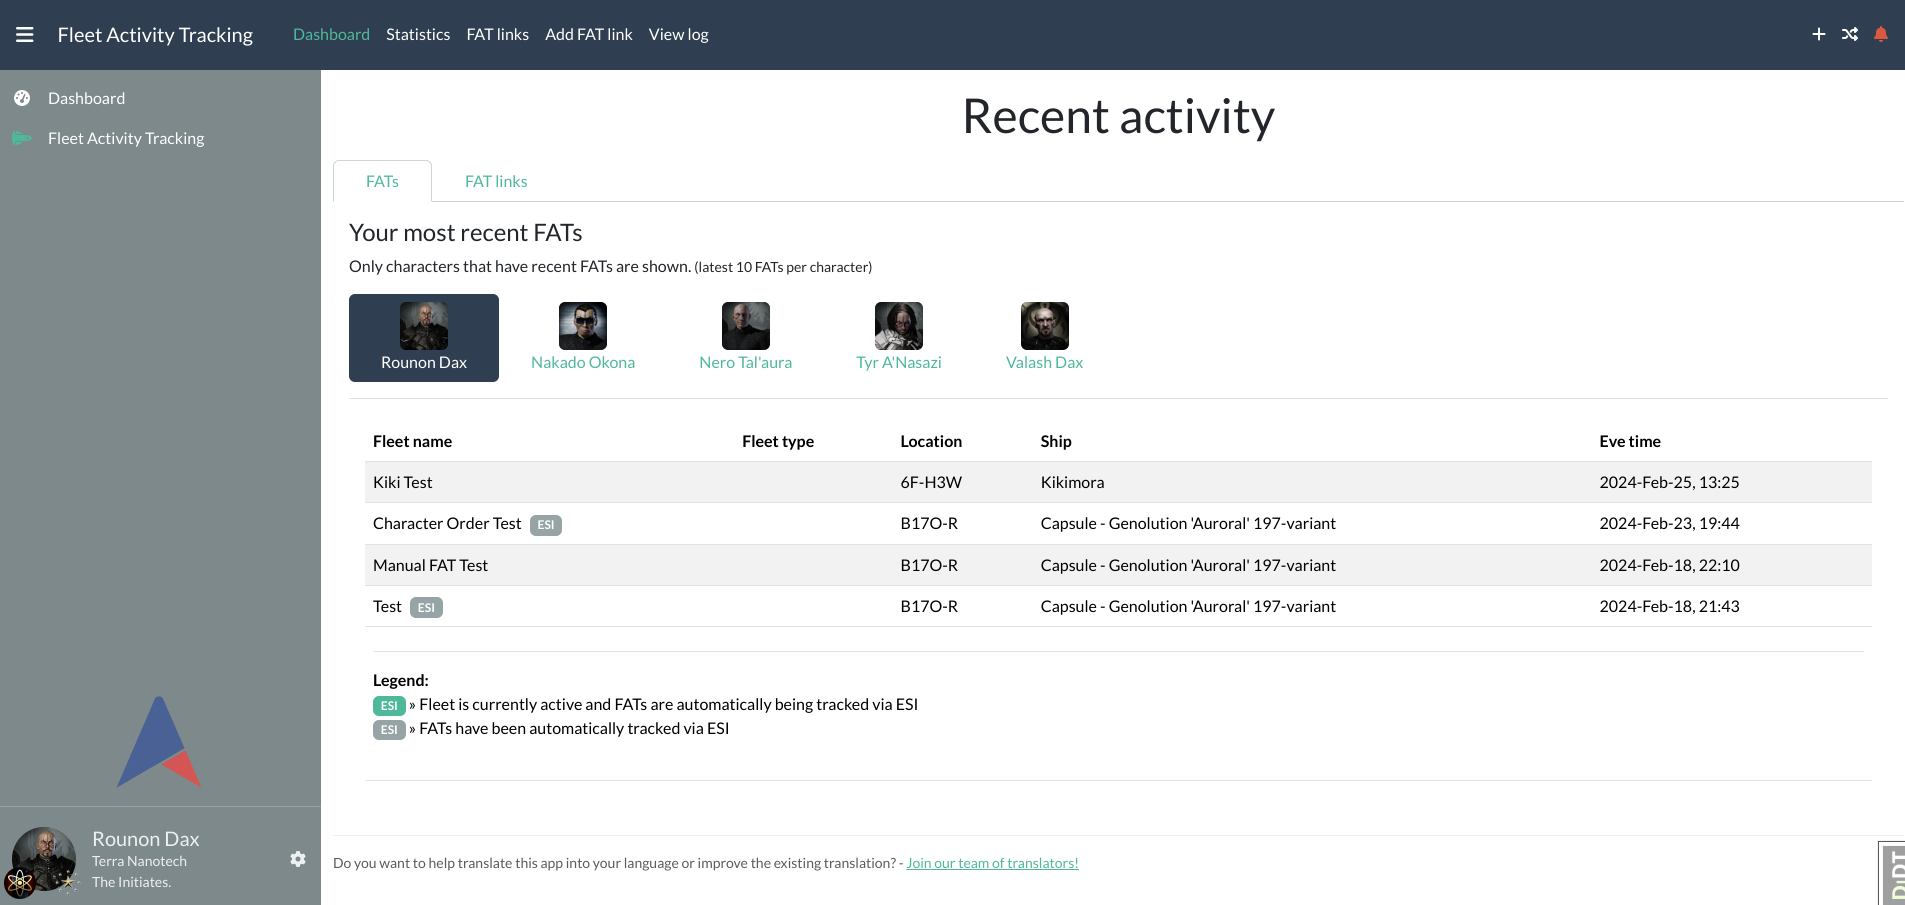 Fleet Activity Tracking Dashboard Statistics FAT links Add FAT link View log
Dashboard
Fleet Activity Tracking
Recent activity
FATs FAT links
Your most recent FATs
Only characters that have recent FATs are shown. (latest 10 FATs per character)
Rounon Dax Nakado Okona Nero Tal'aura Tyr A'Nasazi Valash Dax
Fleet name Fleet type Location Ship Eve time
Kiki Test 6F-H3W Kikimora 2024-Feb-25, 13:25
Character Order Test ESI B17O-R Capsule - Genolution 'Auroral' 197-variant 2024-Feb-23, 19:44
Manual FAT Test B17O-R Capsule - Genolution 'Auroral' 197-variant 2024-Feb-18, 22:10
Test ESI B17O-R Capsule - Genolution 'Auroral' 197-variant 2024-Feb-18, 21:43
Legend:
ESI » Fleet is currently active and FATs are automatically being tracked via ESI
ESI » FATs have been automatically tracked via ESI
Rounon Dax
Terra Nanotech
The Initiates.
Do you want to help translate this app into your language or improve the existing translation? - Join our team of translators!
DjDT